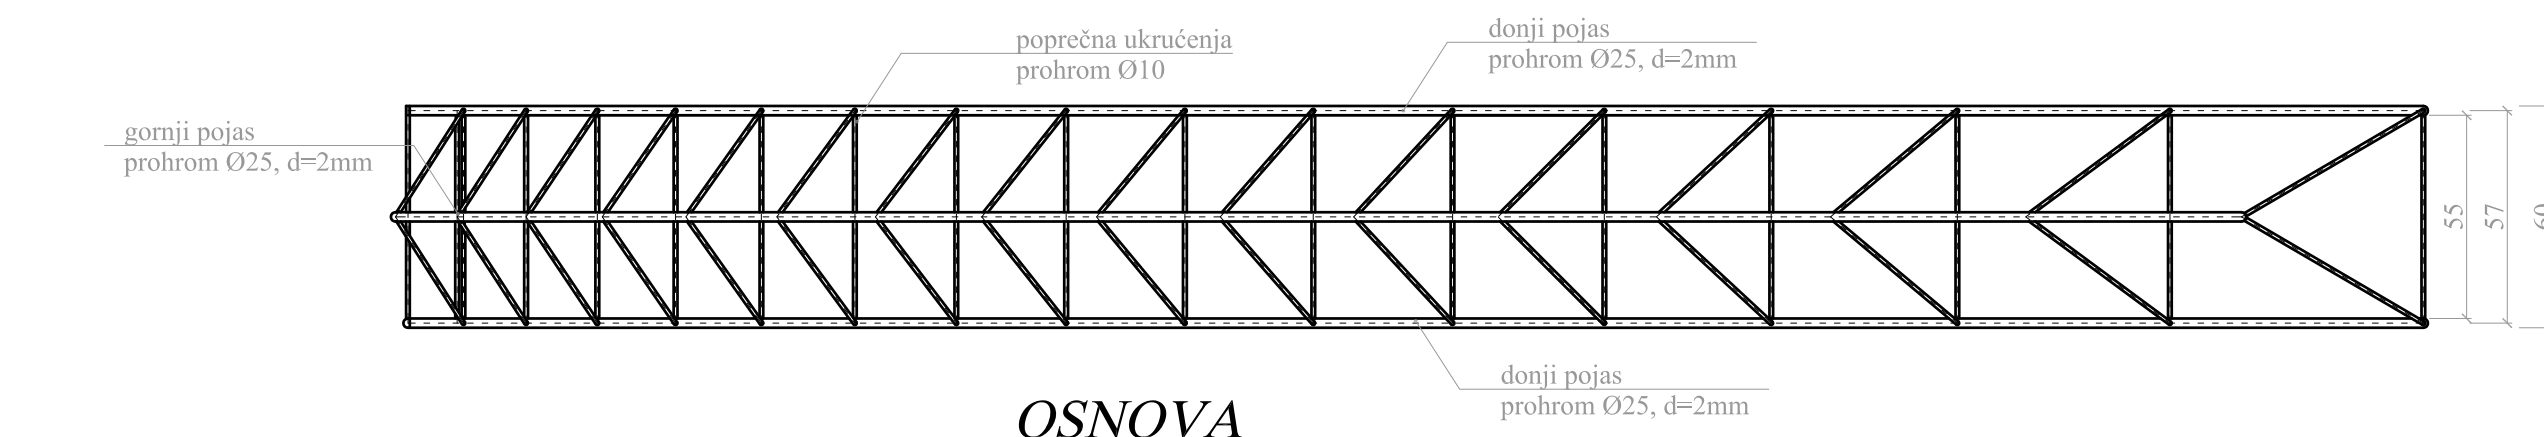 poprečna ukrućenja
prohrom Ø10
donji pojas
prohrom Ø25, d=2mm
gornji pojas
prohrom Ø25, d=2mm
55
57
donji pojas
prohrom Ø25, d=2mm
OSNOVA